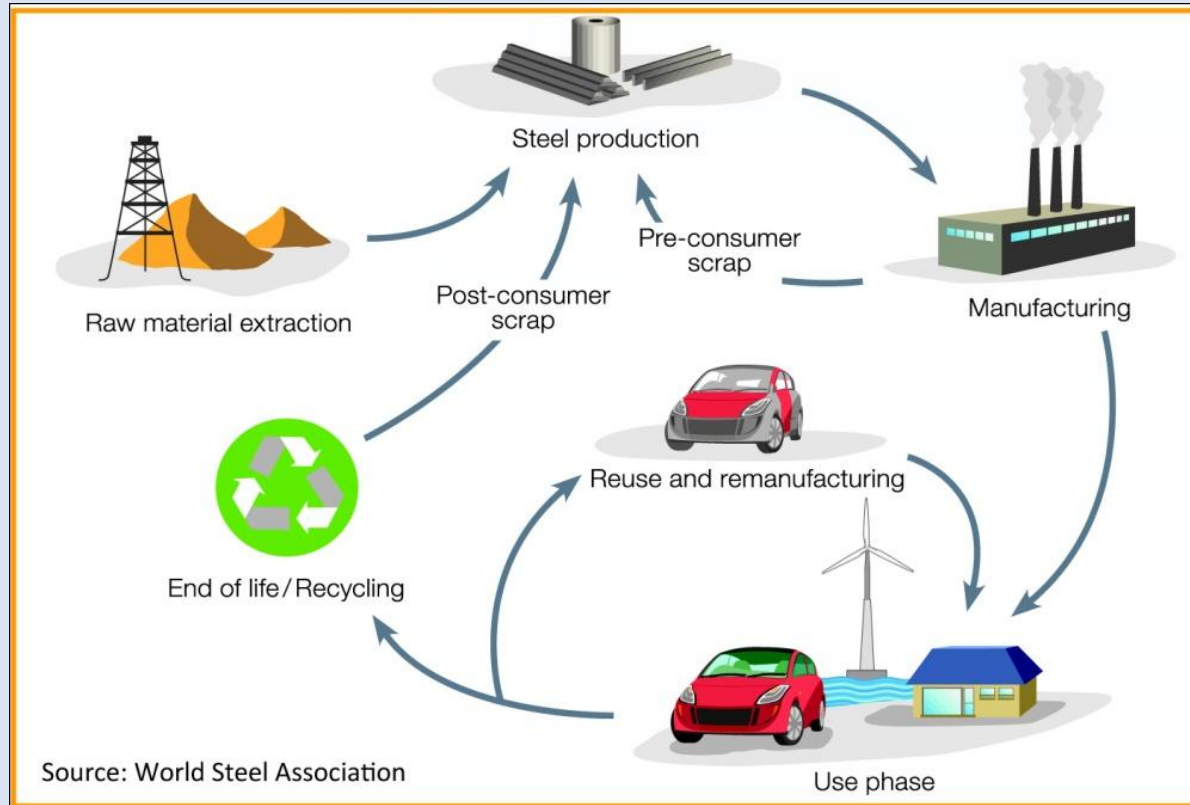 Steel production
Pre-consumer
scrap
Raw material extraction
Post-consumer
scrap
Manufacturing
Reuse and remanufacturing
End of life / Recycling
Use phase
Source: World Steel Association